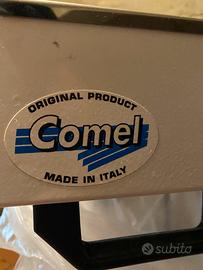 ORIGINAL PRODUCT
Comel
MADE IN ITALY
subito